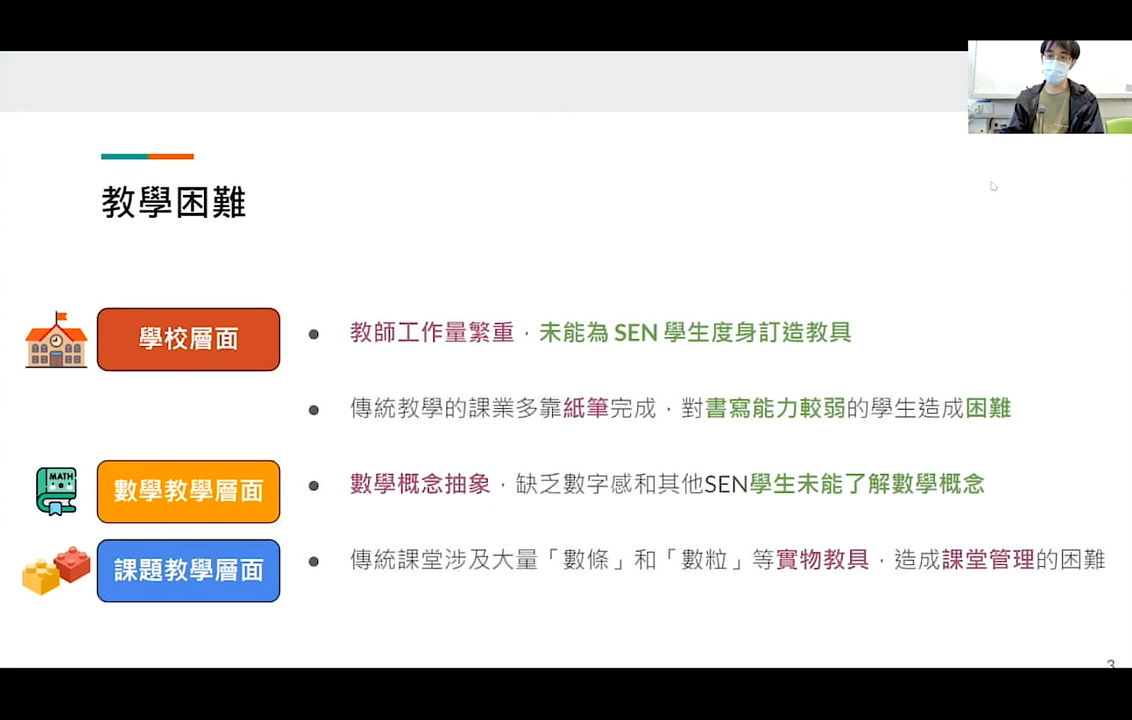 教學困難
學校層面
教師工作量繁重，未能為 SEN 學生度身訂造教具
傳統教學的課業多靠紙筆完成，對書寫能力較弱的學生造成困難
MATH
數學教學層面
數學概念抽象，缺乏數字感和其他SEN學生未能了解數學概念
課題教學層面
傳統課堂涉及大量「數條」和「數粒」等實物教具，造成課堂管理的困難
3